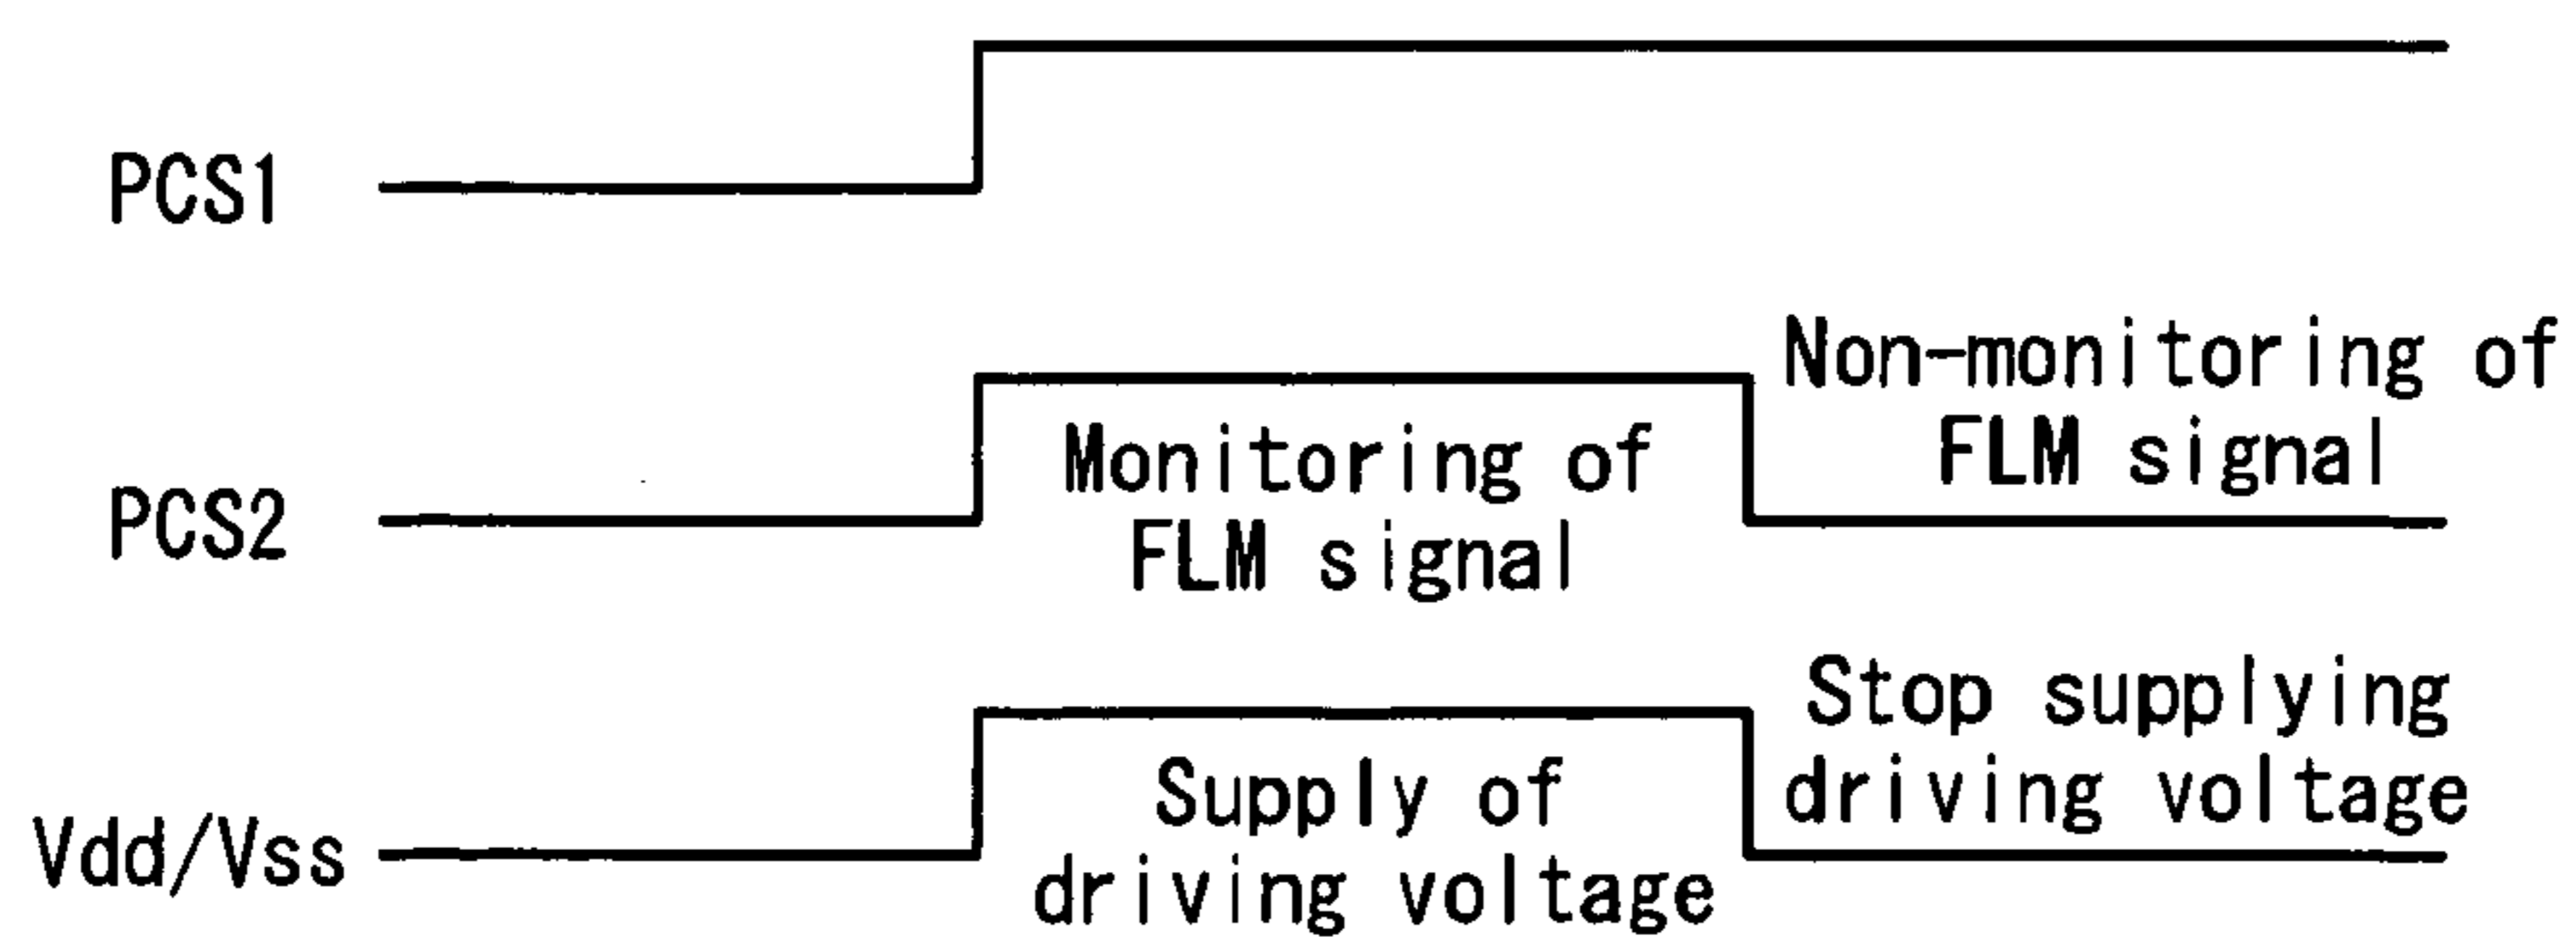 PCS1
PCS2
Monitoring of
FLM signal
Non-monitoring of
FLM signal
Vdd/Vss
Supply of
driving voltage
Stop supplying
driving voltage